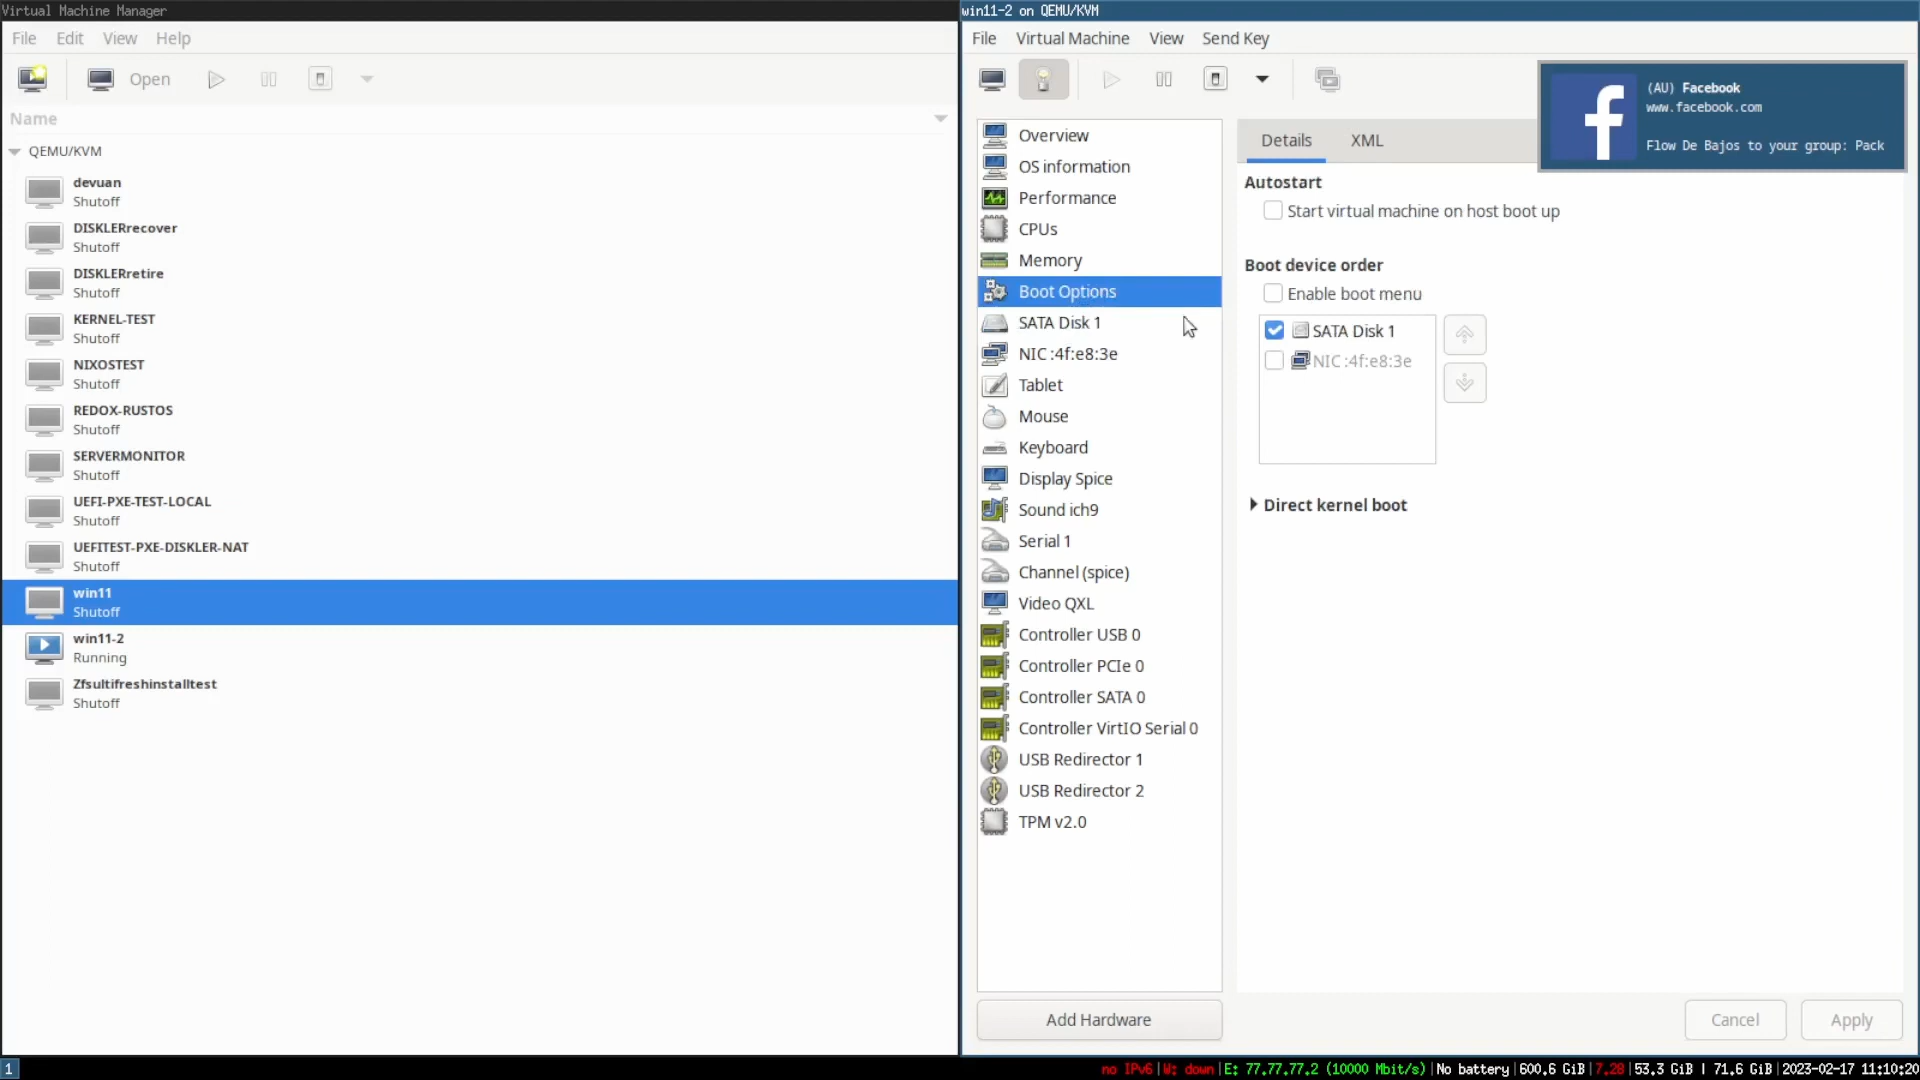 Virtual Machine Manager
File Edit View Help
Open
Name
QEMU/KVM
devuan
Shutoff
DISKLERrecover
Shutoff
DISKLERretire
Shutoff
KERNEL-TEST
Shutoff
NIXOSTEST
Shutoff
REDOX-RUSTOS
Shutoff
SERVERMONITOR
Shutoff
UEFI-PXE-TEST-LOCAL
Shutoff
UEFITEST-PXE-DISKLER-NAT
Shutoff
win11
Shutoff
win11-2
Running
Zfsultifreshinstalltest
Shutoff
win11-2 on QEMU/KVM
File Virtual Machine View Send Key
(AU) Facebook
www.facebook.com
Flow De Bajos to your group: Pack
Overview
OS information
Performance
CPUs
Memory
Boot Options
SATA Disk 1
NIC :4f:e8:3e
Tablet
Mouse
Keyboard
Display Spice
Sound ich9
Serial 1
Channel (spice)
Video QXL
Controller USB 0
Controller PCIe 0
Controller SATA 0
Controller VirtIO Serial 0
USB Redirector 1
USB Redirector 2
TPM v2.0
Add Hardware
Details XML
Autostart
Start virtual machine on host boot up
Boot device order
Enable boot menu
SATA Disk 1
NIC :4f:e8:3e
Direct kernel boot
Cancel Apply
1
no IPv6|W: down|E: 77.77.77.2 (10000 Mbit/s)|No battery|600.6 GiB|7.28|53.3 GiB | 71.6 GiB|2023-02-17 11:10:20